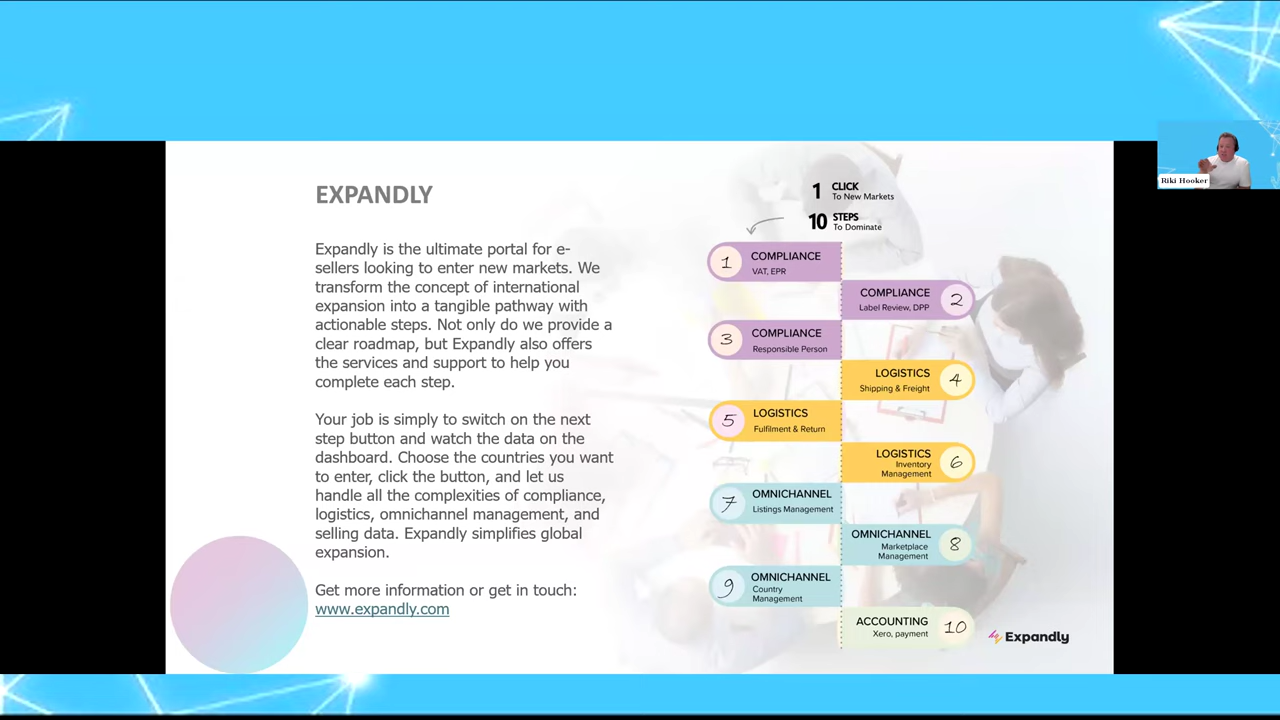 EXPANDLY
Expandly is the ultimate portal for e-
sellers looking to enter new markets. We
transform the concept of international
expansion into a tangible pathway with
actionable steps. Not only do we provide a
clear roadmap, but Expandly also offers
the services and support to help you
complete each step.
Your job is simply to switch on the next
step button and watch the data on the
dashboard. Choose the countries you want
to enter, click the button, and let us
handle all the complexities of compliance,
logistics, omnichannel management, and
selling data. Expandly simplifies global
expansion.
Get more information or get in touch:
www.expandly.com
1 CLICK
To New Markets
10 STEPS
To Dominate
1 COMPLIANCE
VAT, EPR
COMPLIANCE 2
Label Review, DPP
3 COMPLIANCE
Responsible Person
LOGISTICS 4
Shipping & Freight
5 LOGISTICS
Fulfilment & Return
LOGISTICS 6
Inventory
Management
7 OMNICHANNEL
Listings Management
OMNICHANNEL 8
Marketplace
Management
9 OMNICHANNEL
Country
Management
ACCOUNTING 10
Xero, payment
Expandly
Riki Hooker